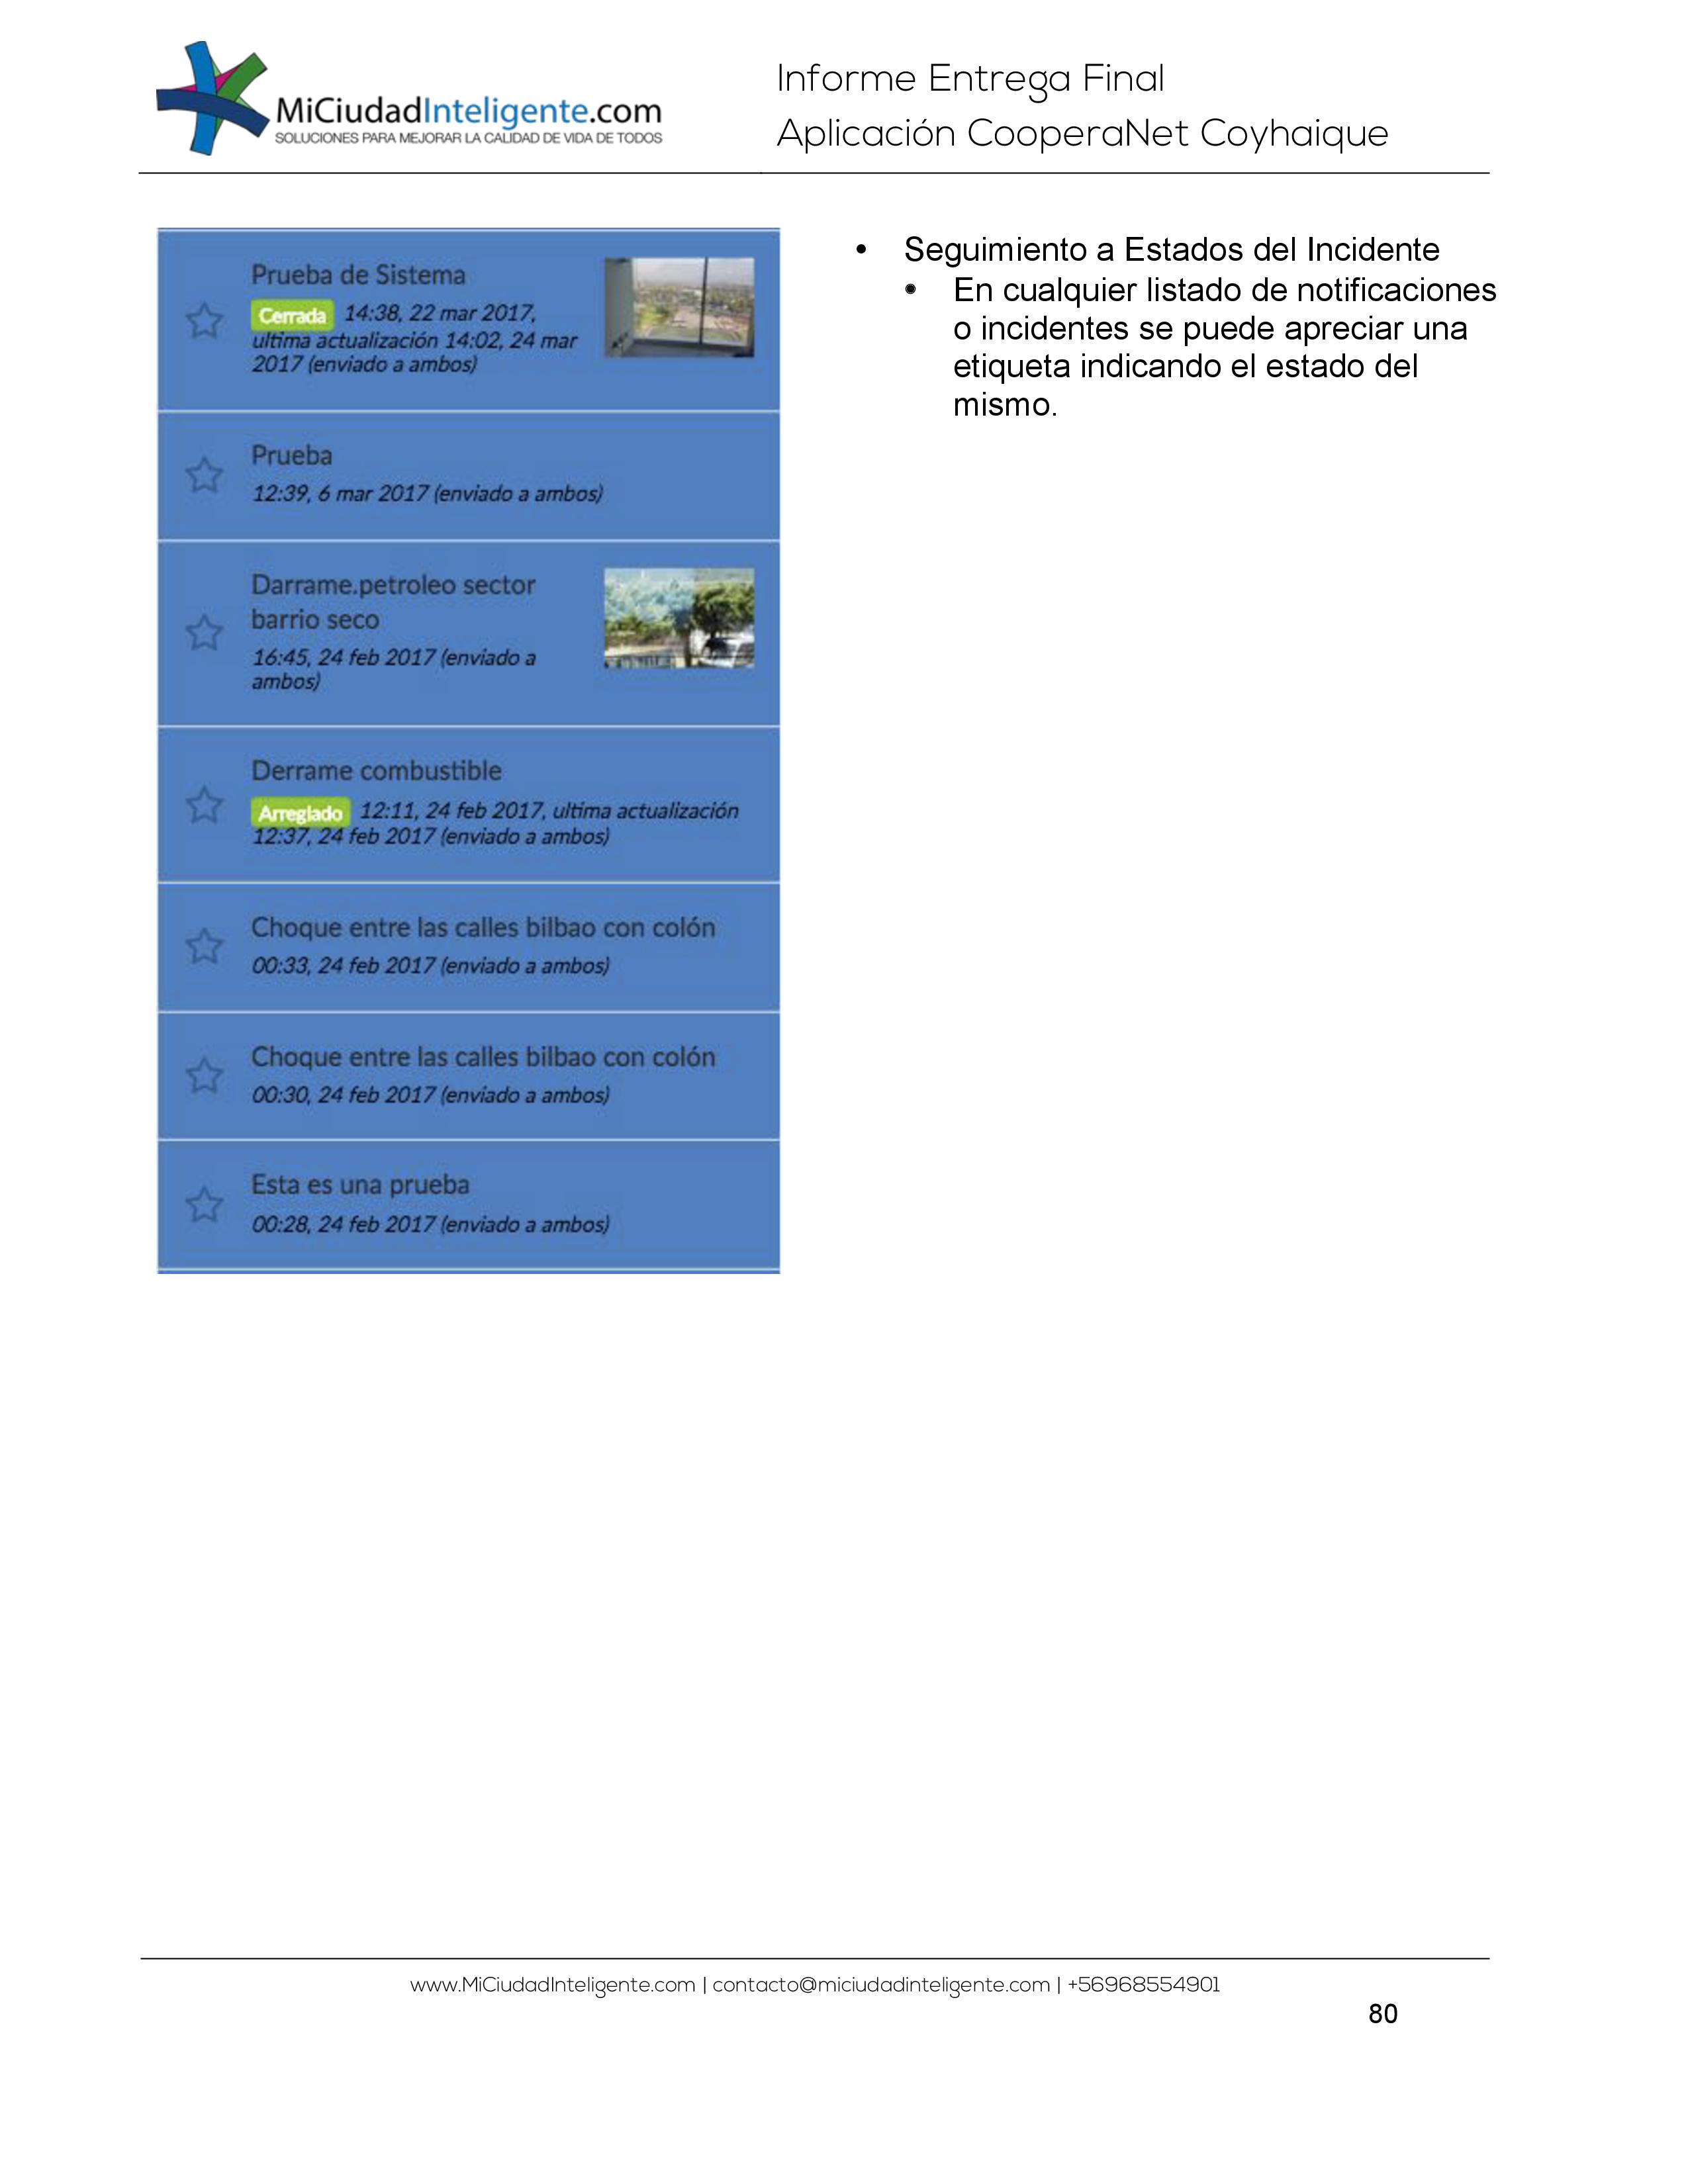 MiCiudadInteligente.com
SOLUCIONES PARA MEJORAR LA CALIDAD DE VIDA DE TODOS
Informe Entrega Final
Aplicación CooperaNet Coyhaique
Prueba de Sistema
Cerrada 14:38, 22 mar 2017,
ultima actualización 14:02, 24 mar
2017 (enviado a ambos)
Prueba
12:39, 6 mar 2017 (enviado a ambos)
Darrame.petroleo sector
barrio seco
16:45, 24 feb 2017 (enviado a
ambos)
Derrame combustible
Arreglado 12:11, 24 feb 2017, ultima actualización
12:37, 24 feb 2017 (enviado a ambos)
Choque entre las calles bilbao con colón
00:33, 24 feb 2017 (enviado a ambos)
Choque entre las calles bilbao con colón
00:30, 24 feb 2017 (enviado a ambos)
Esta es una prueba
00:28, 24 feb 2017 (enviado a ambos)
• Seguimiento a Estados del Incidente
• En cualquier listado de notificaciones
o incidentes se puede apreciar una
etiqueta indicando el estado del
mismo.
www.MiCiudadInteligente.com | contacto@miciudadinteligente.com | +56968554901
80